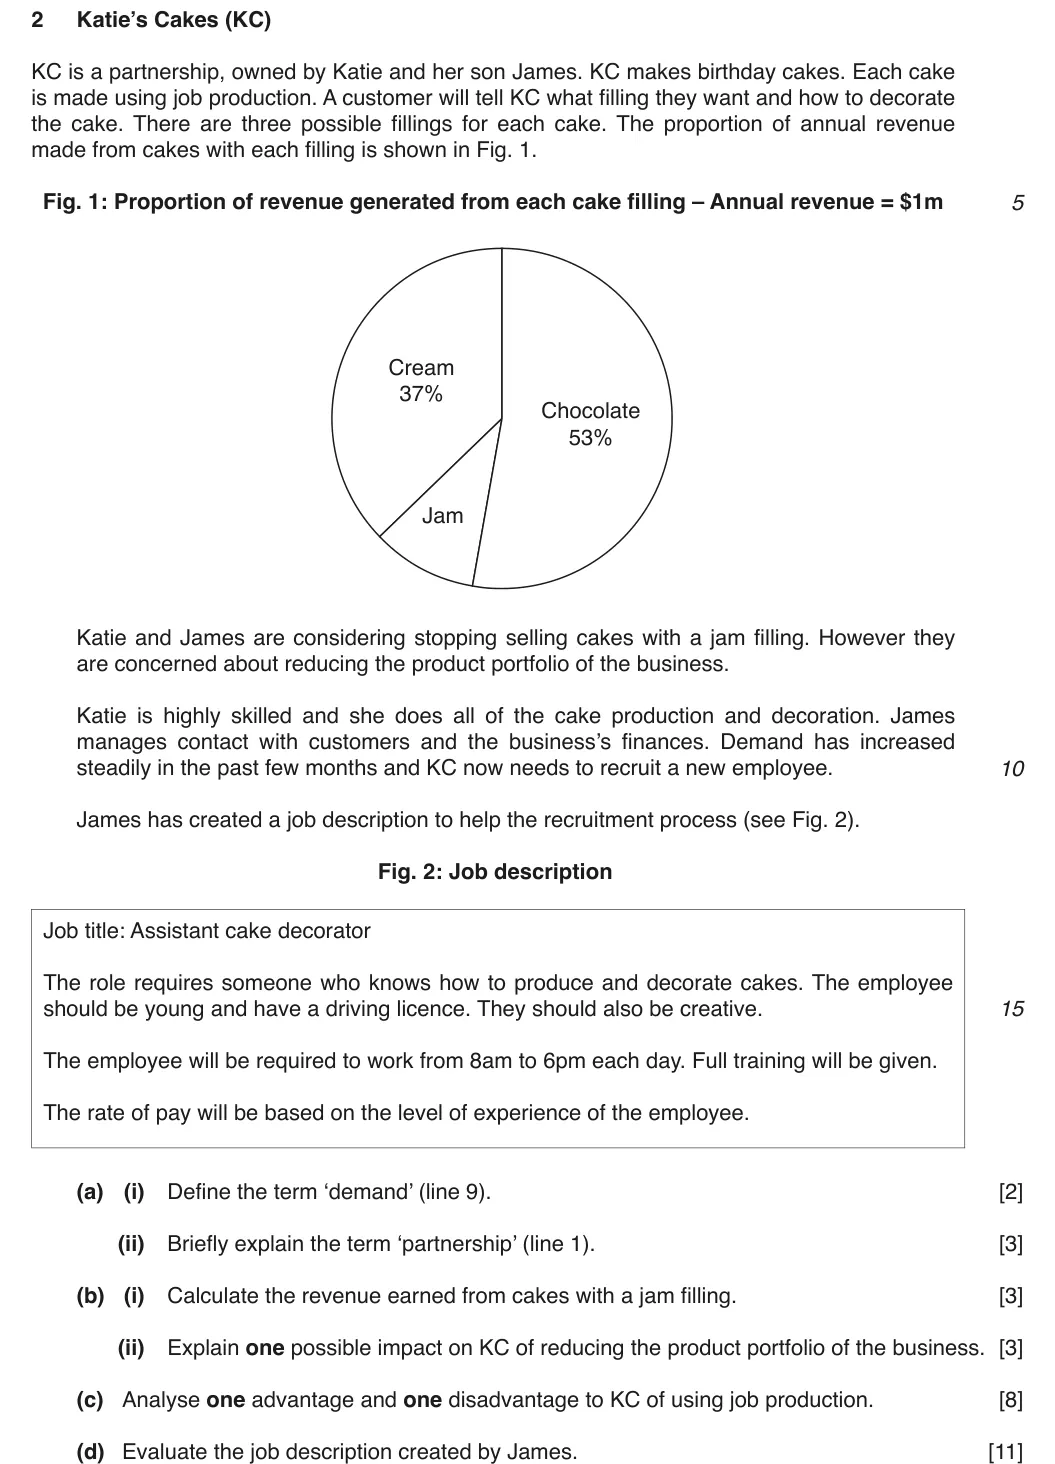 2 Katie’s Cakes (KC)
KC is a partnership, owned by Katie and her son James. KC makes birthday cakes. Each cake
is made using job production. A customer will tell KC what filling they want and how to decorate
the cake. There are three possible fillings for each cake. The proportion of annual revenue
made from cakes with each filling is shown in Fig. 1.
Fig. 1: Proportion of revenue generated from each cake filling – Annual revenue = $1m 5
Cream
37%
Chocolate
53%
Jam
Katie and James are considering stopping selling cakes with a jam filling. However they
are concerned about reducing the product portfolio of the business.
Katie is highly skilled and she does all of the cake production and decoration. James
manages contact with customers and the business’s finances. Demand has increased
steadily in the past few months and KC now needs to recruit a new employee. 10
James has created a job description to help the recruitment process (see Fig. 2).
Fig. 2: Job description
Job title: Assistant cake decorator
The role requires someone who knows how to produce and decorate cakes. The employee
should be young and have a driving licence. They should also be creative. 15
The employee will be required to work from 8am to 6pm each day. Full training will be given.
The rate of pay will be based on the level of experience of the employee.
(a) (i) Define the term ‘demand’ (line 9). [2]
(ii) Briefly explain the term ‘partnership’ (line 1). [3]
(b) (i) Calculate the revenue earned from cakes with a jam filling. [3]
(ii) Explain one possible impact on KC of reducing the product portfolio of the business. [3]
(c) Analyse one advantage and one disadvantage to KC of using job production. [8]
(d) Evaluate the job description created by James. [11]